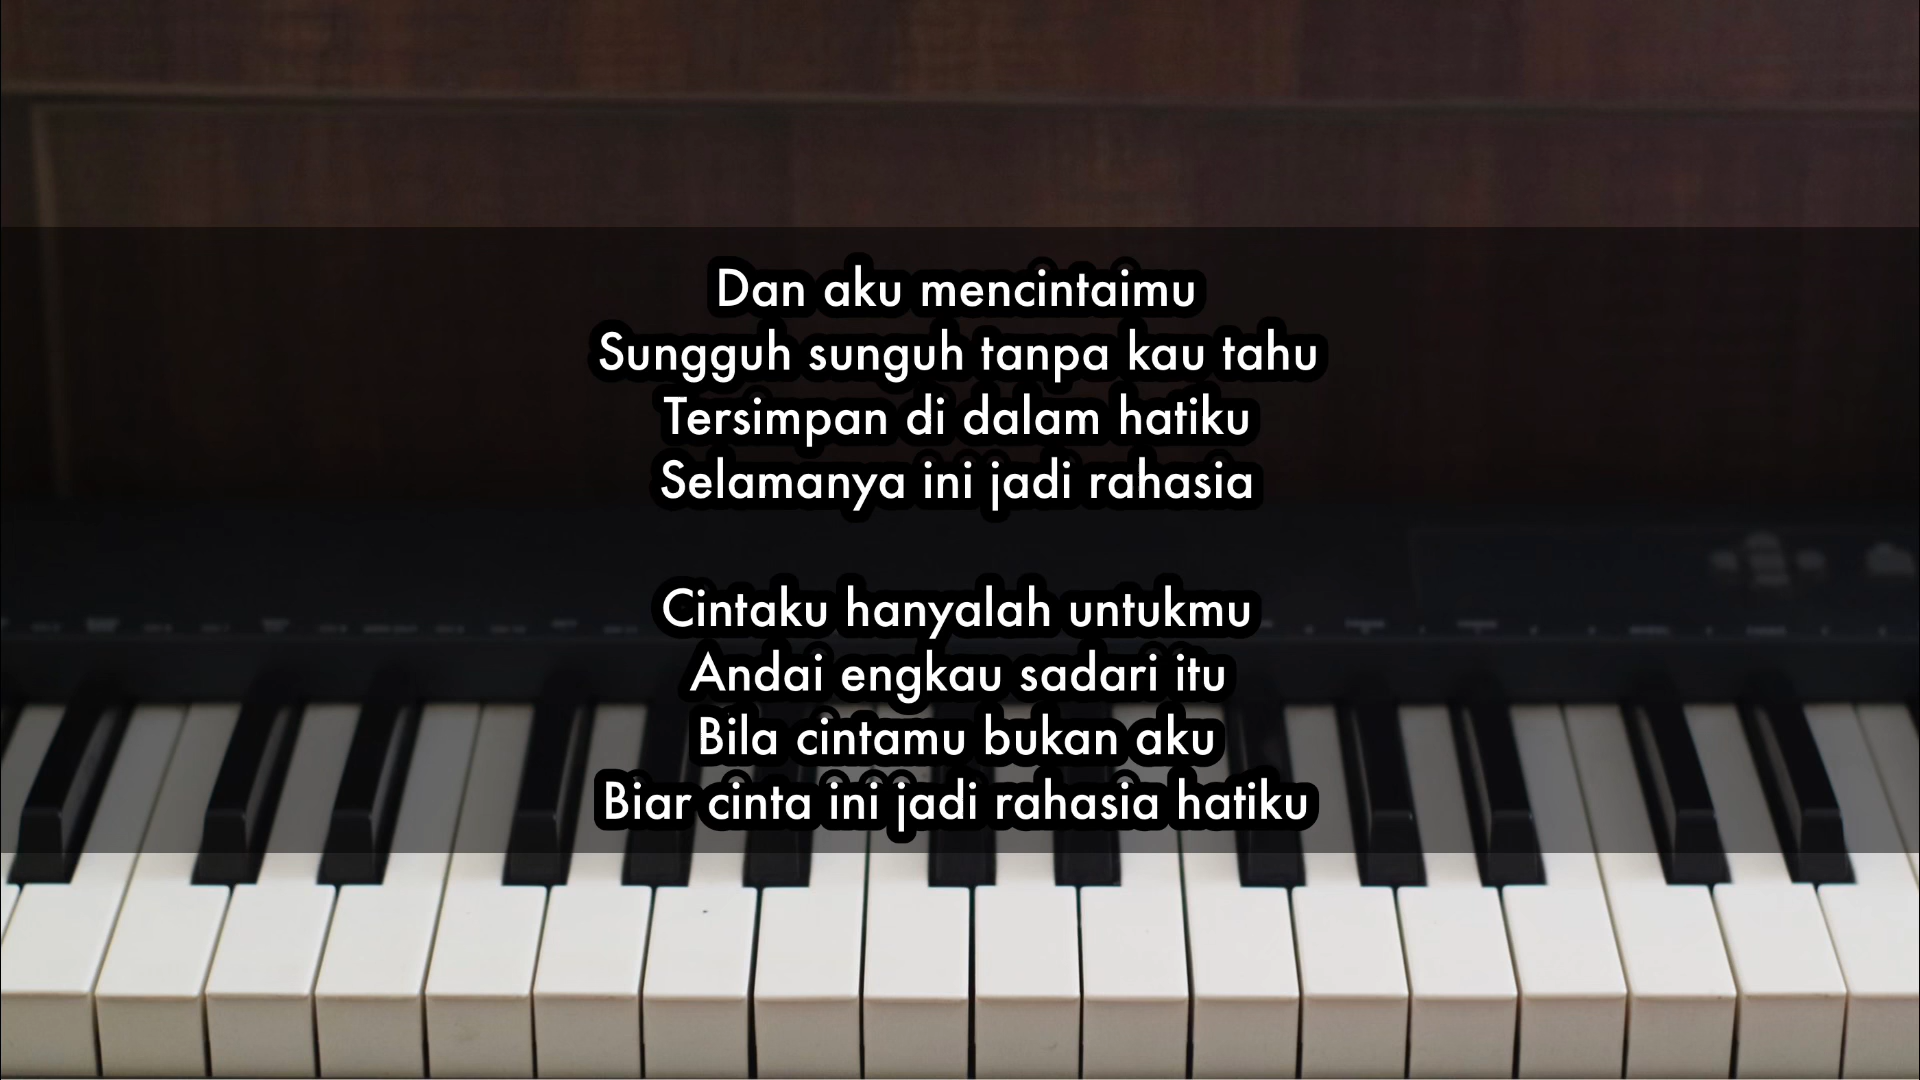 Dan aku mencintaimu
Sungguh sunguh tanpa kau tahu
Tersimpan di dalam hatiku
Selamanya ini jadi rahasia
Cintaku hanyalah untukmu
Andai engkau sadari itu
Bila cintamu bukan aku
Biar cinta ini jadi rahasia hatiku